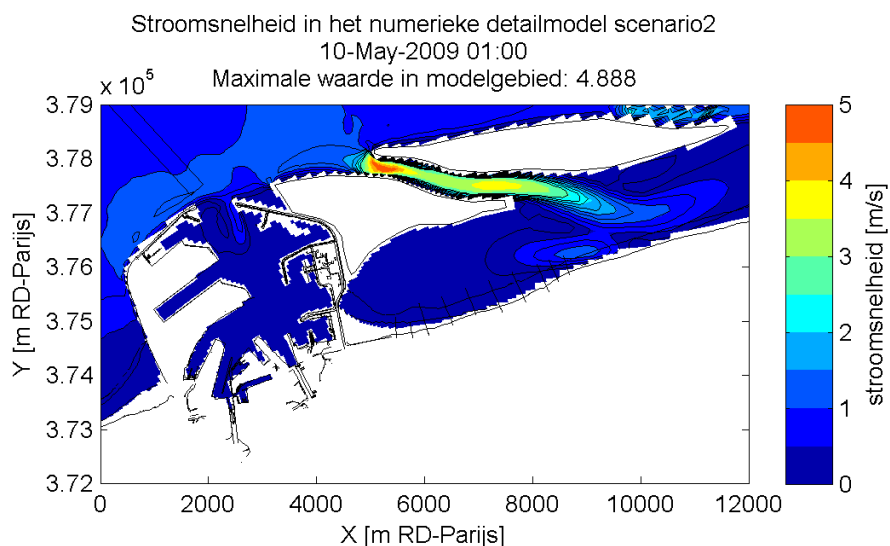 Stroomsnelheid in het numerieke detailmodel scenario2
10-May-2009 01:00
Maximale waarde in modelgebied: 4.888
x 10^5
3.79
3.78
3.77
3.76
3.75
3.74
3.73
3.72
Y [m RD-Parijs]
0 2000 4000 6000 8000 10000 12000
X [m RD-Parijs]
5
4
3
2
1
0
stroomsnelheid [m/s]